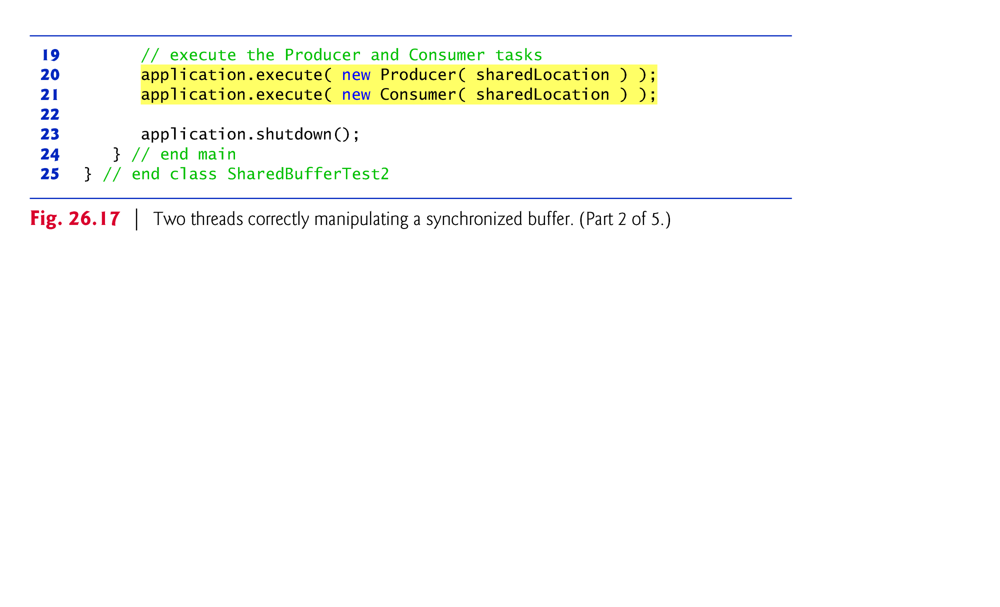 19 // execute the Producer and Consumer tasks
20 application.execute( new Producer( sharedLocation ) );
21 application.execute( new Consumer( sharedLocation ) );
22
23 application.shutdown();
24 } // end main
25 } // end class SharedBufferTest2
Fig. 26.17 | Two threads correctly manipulating a synchronized buffer. (Part 2 of 5.)